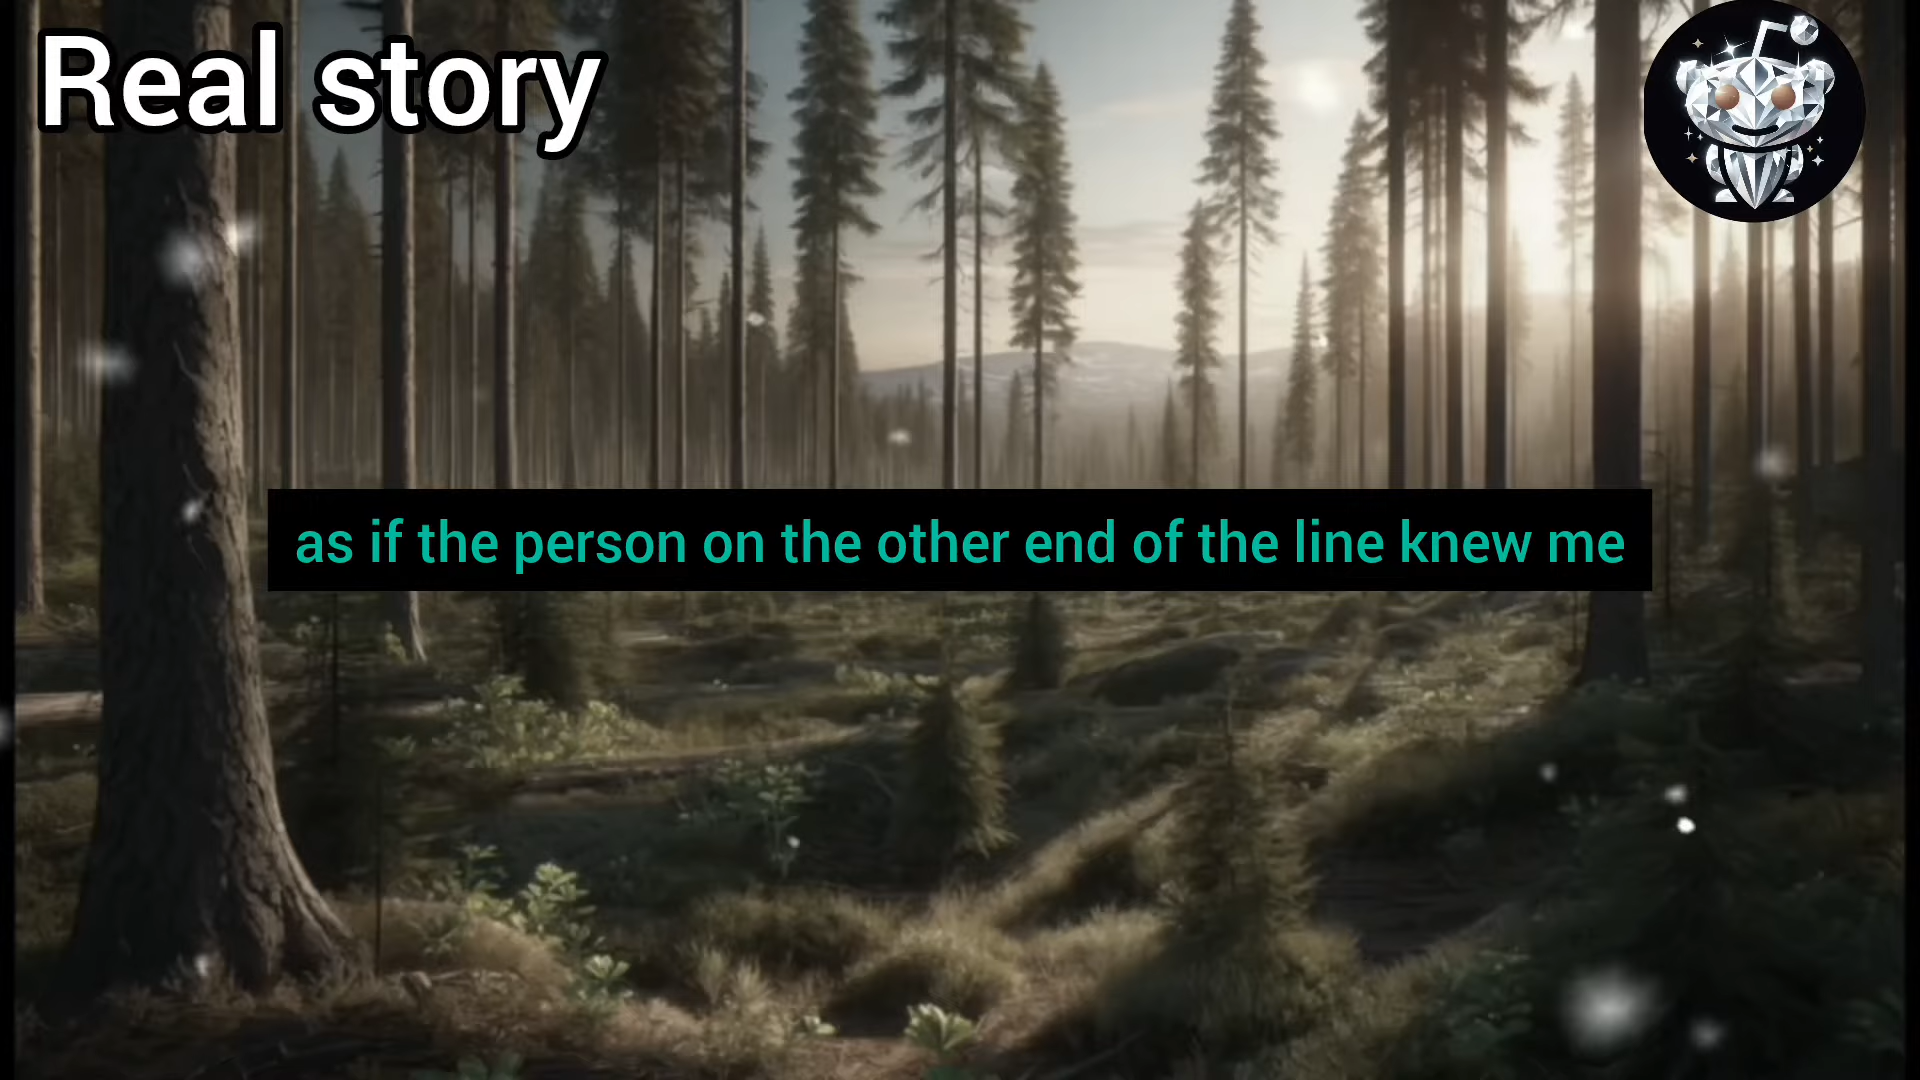 Real story
as if the person on the other end of the line knew me